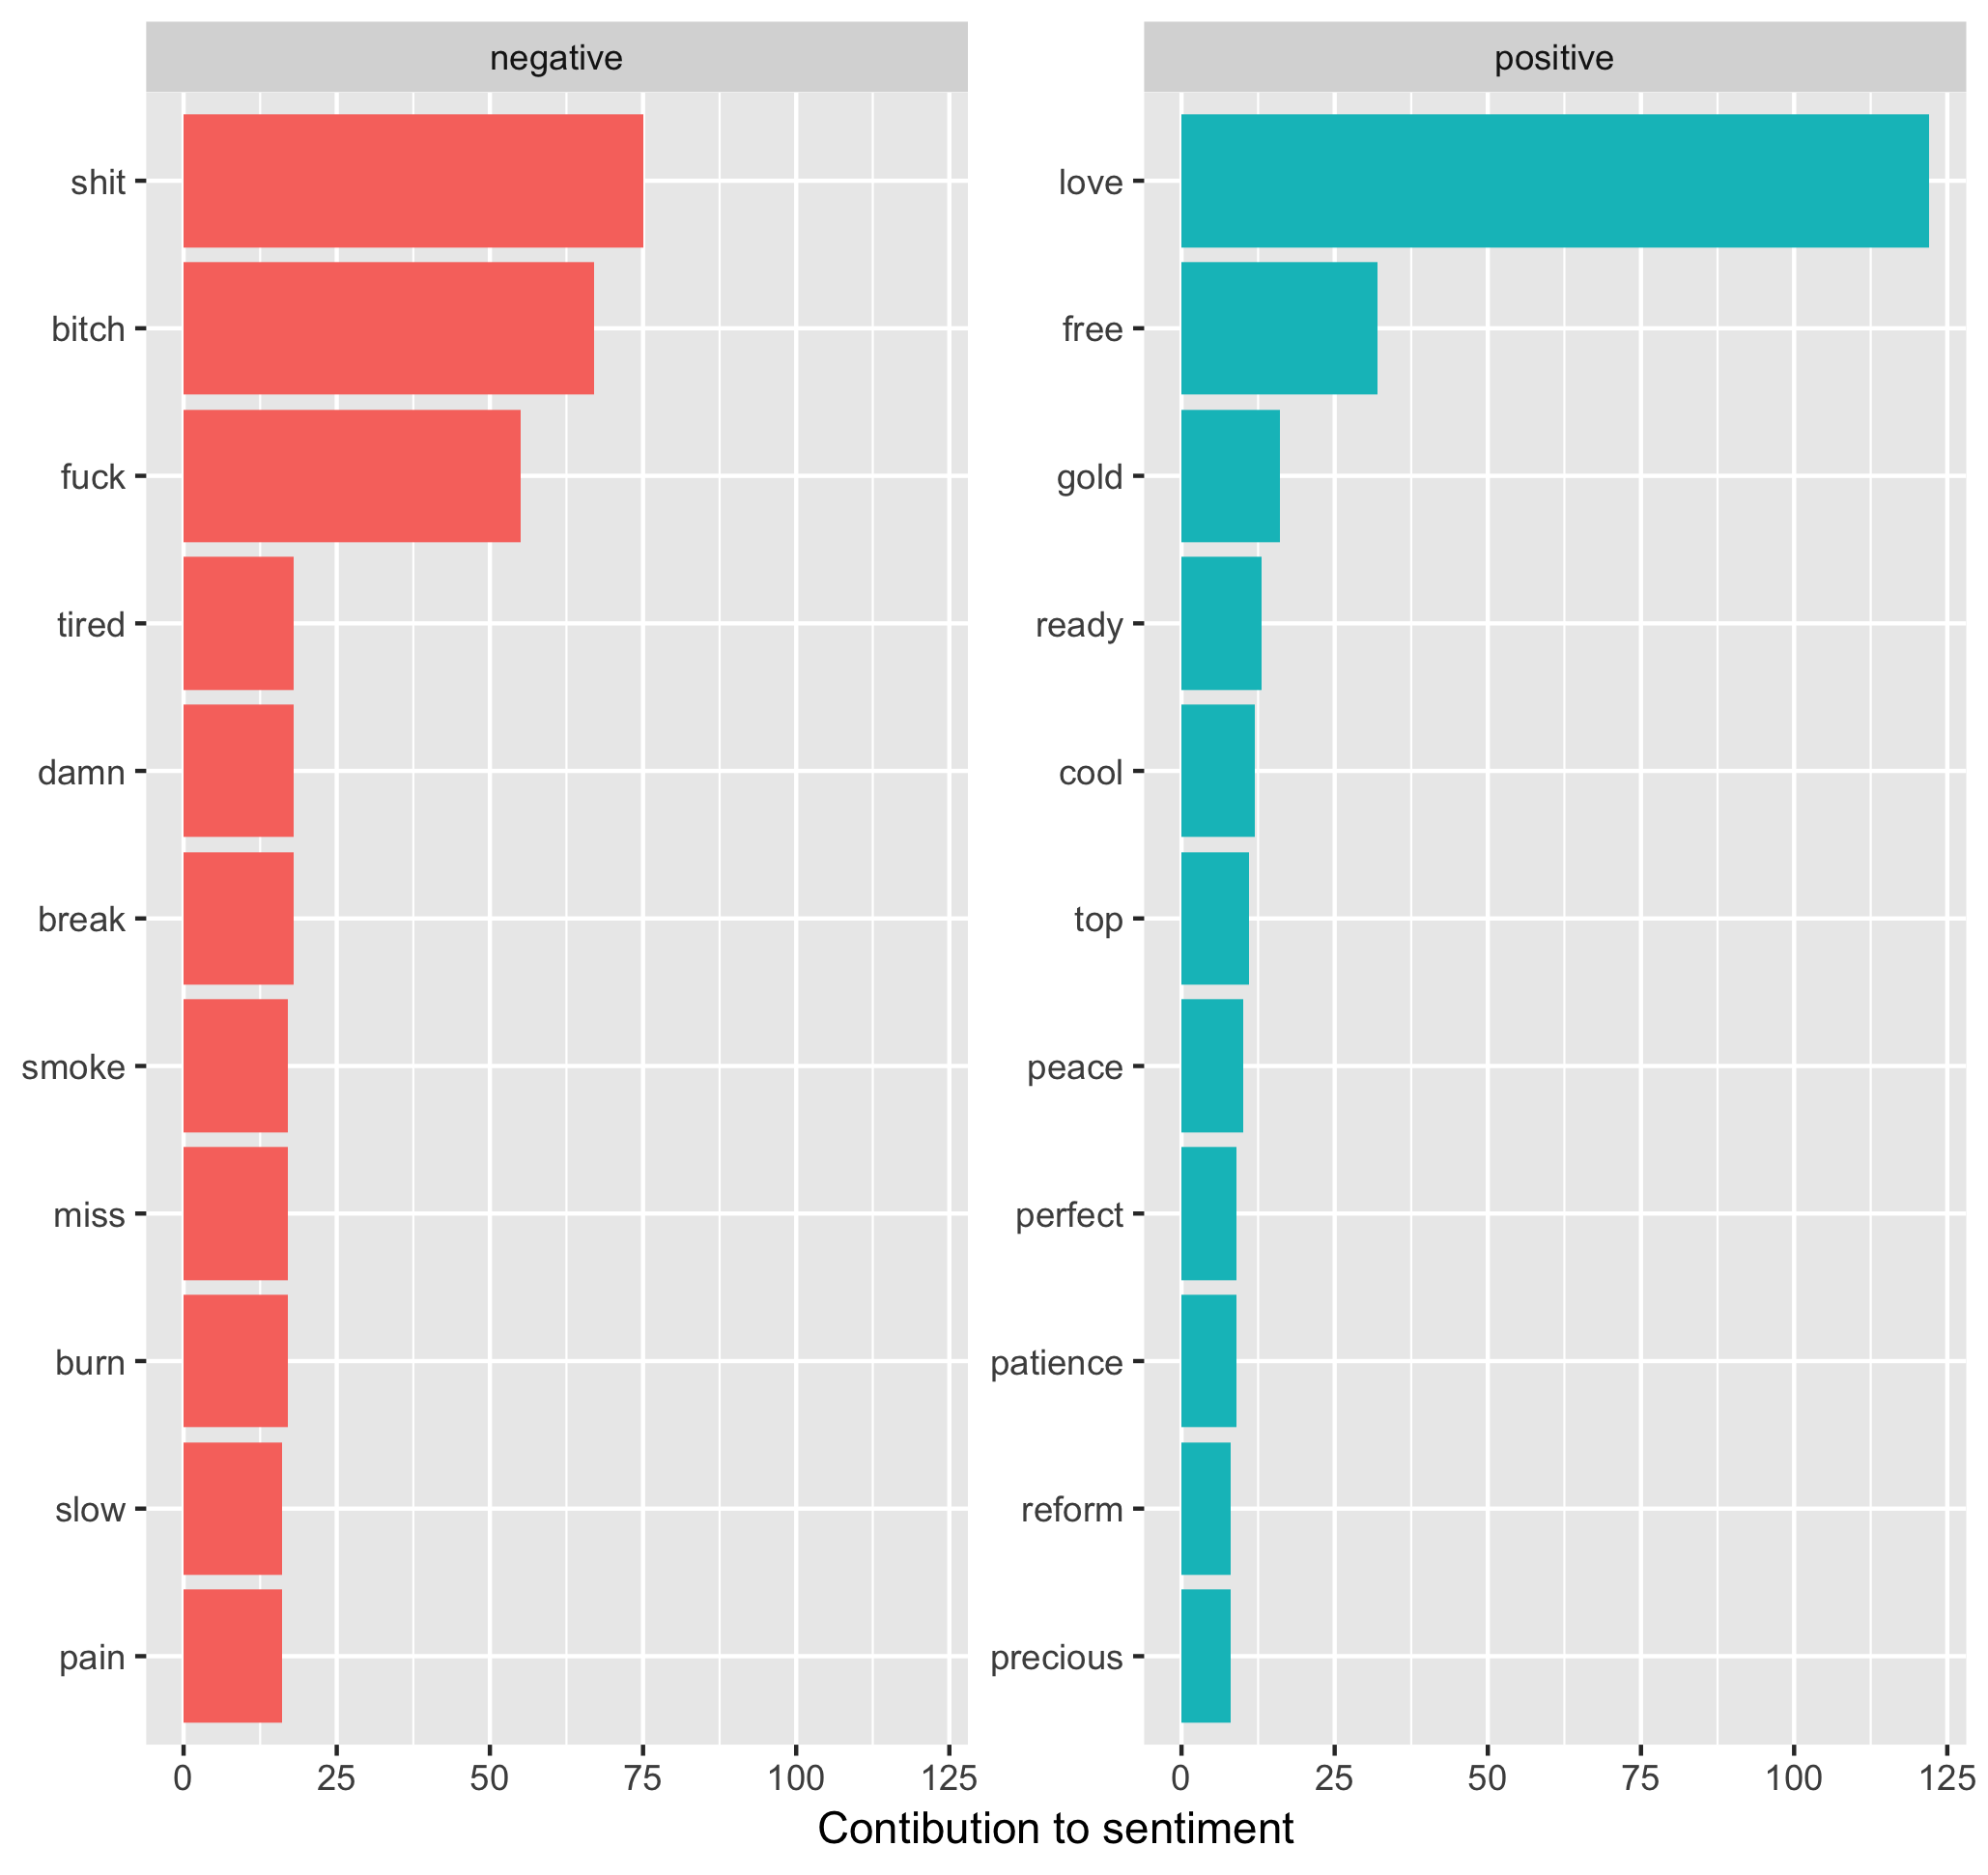 negative
shit
bitch
fuck
tired
damn
break
smoke
miss
burn
slow
pain
0 25 50 75 100 125
positive
love
free
gold
ready
cool
top
peace
perfect
patience
reform
precious
0 25 50 75 100 125
Contibution to sentiment